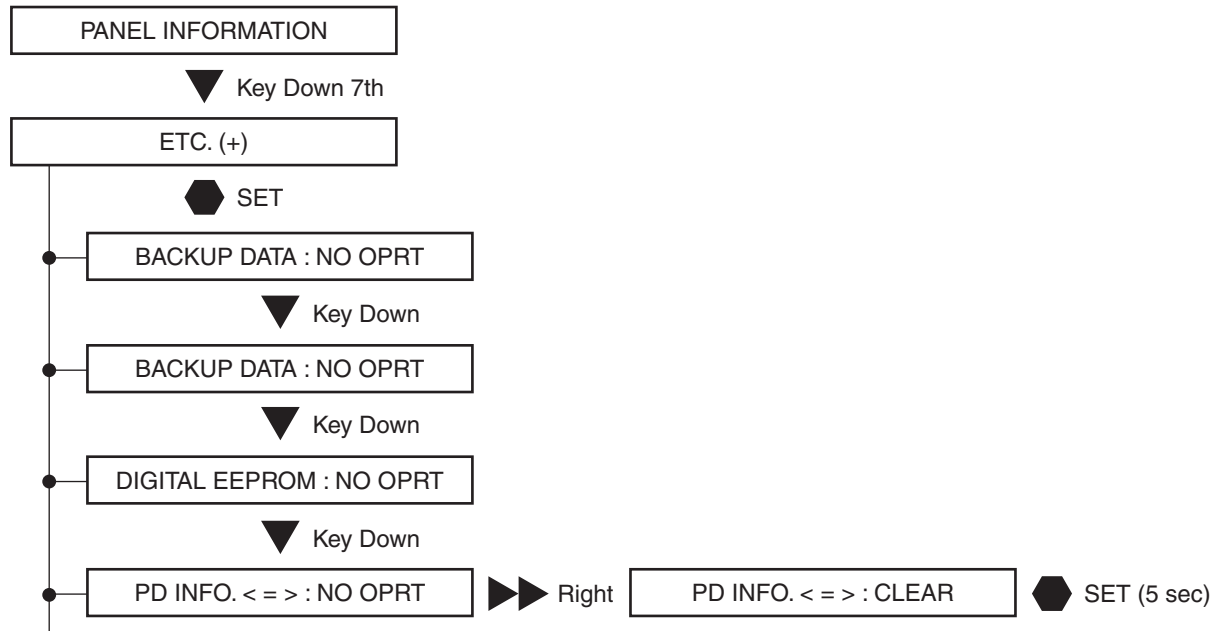 PANEL INFORMATION
Key Down 7th
ETC. (+)
SET
BACKUP DATA : NO OPRT
Key Down
BACKUP DATA : NO OPRT
Key Down
DIGITAL EEPROM : NO OPRT
Key Down
PD INFO. < = > : NO OPRT Right PD INFO. < = > : CLEAR SET (5 sec)